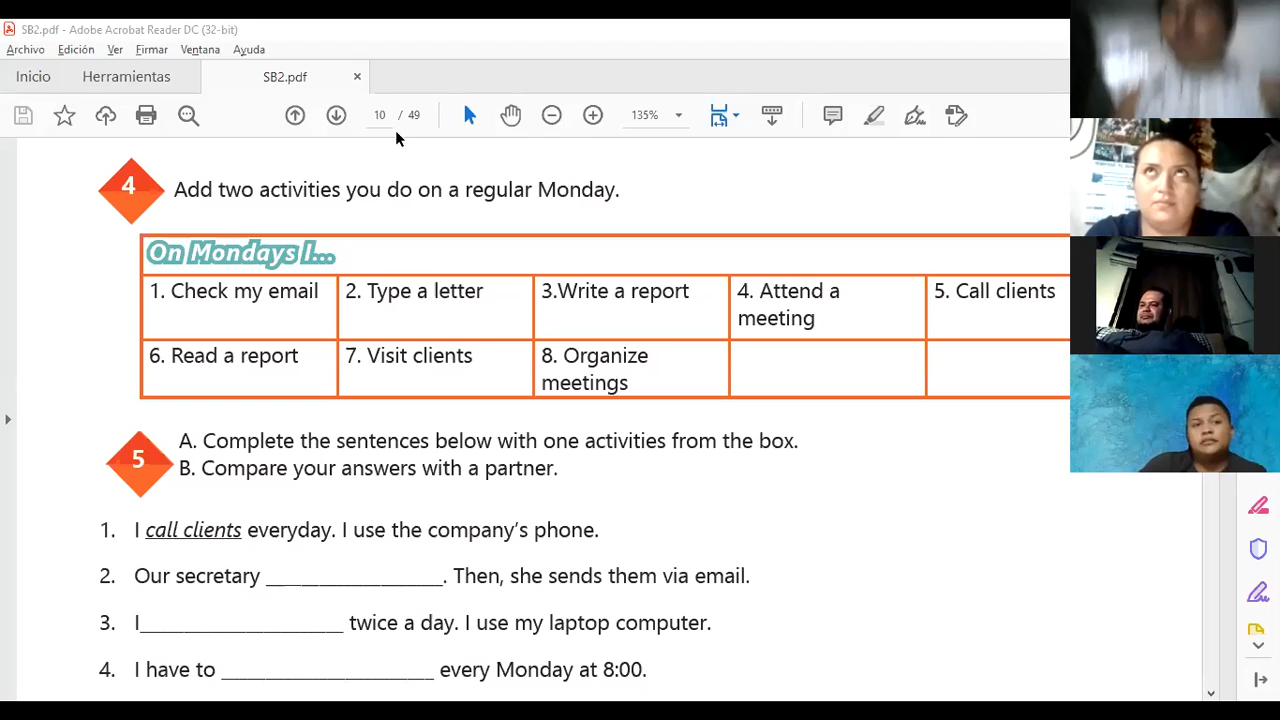 SB2.pdf - Adobe Acrobat Reader DC (32-bit)
Archivo Edición Ver Firmar Ventana Ayuda
Inicio Herramientas SB2.pdf ×
10 / 49 135%
4 Add two activities you do on a regular Monday.
On Mondays I...
1. Check my email 2. Type a letter 3.Write a report 4. Attend a meeting 5. Call clients
6. Read a report 7. Visit clients 8. Organize meetings
5 A. Complete the sentences below with one activities from the box.
B. Compare your answers with a partner.
1. I call clients everyday. I use the company's phone.
2. Our secretary ____________________. Then, she sends them via email.
3. I_______________________ twice a day. I use my laptop computer.
4. I have to ________________________ every Monday at 8:00.